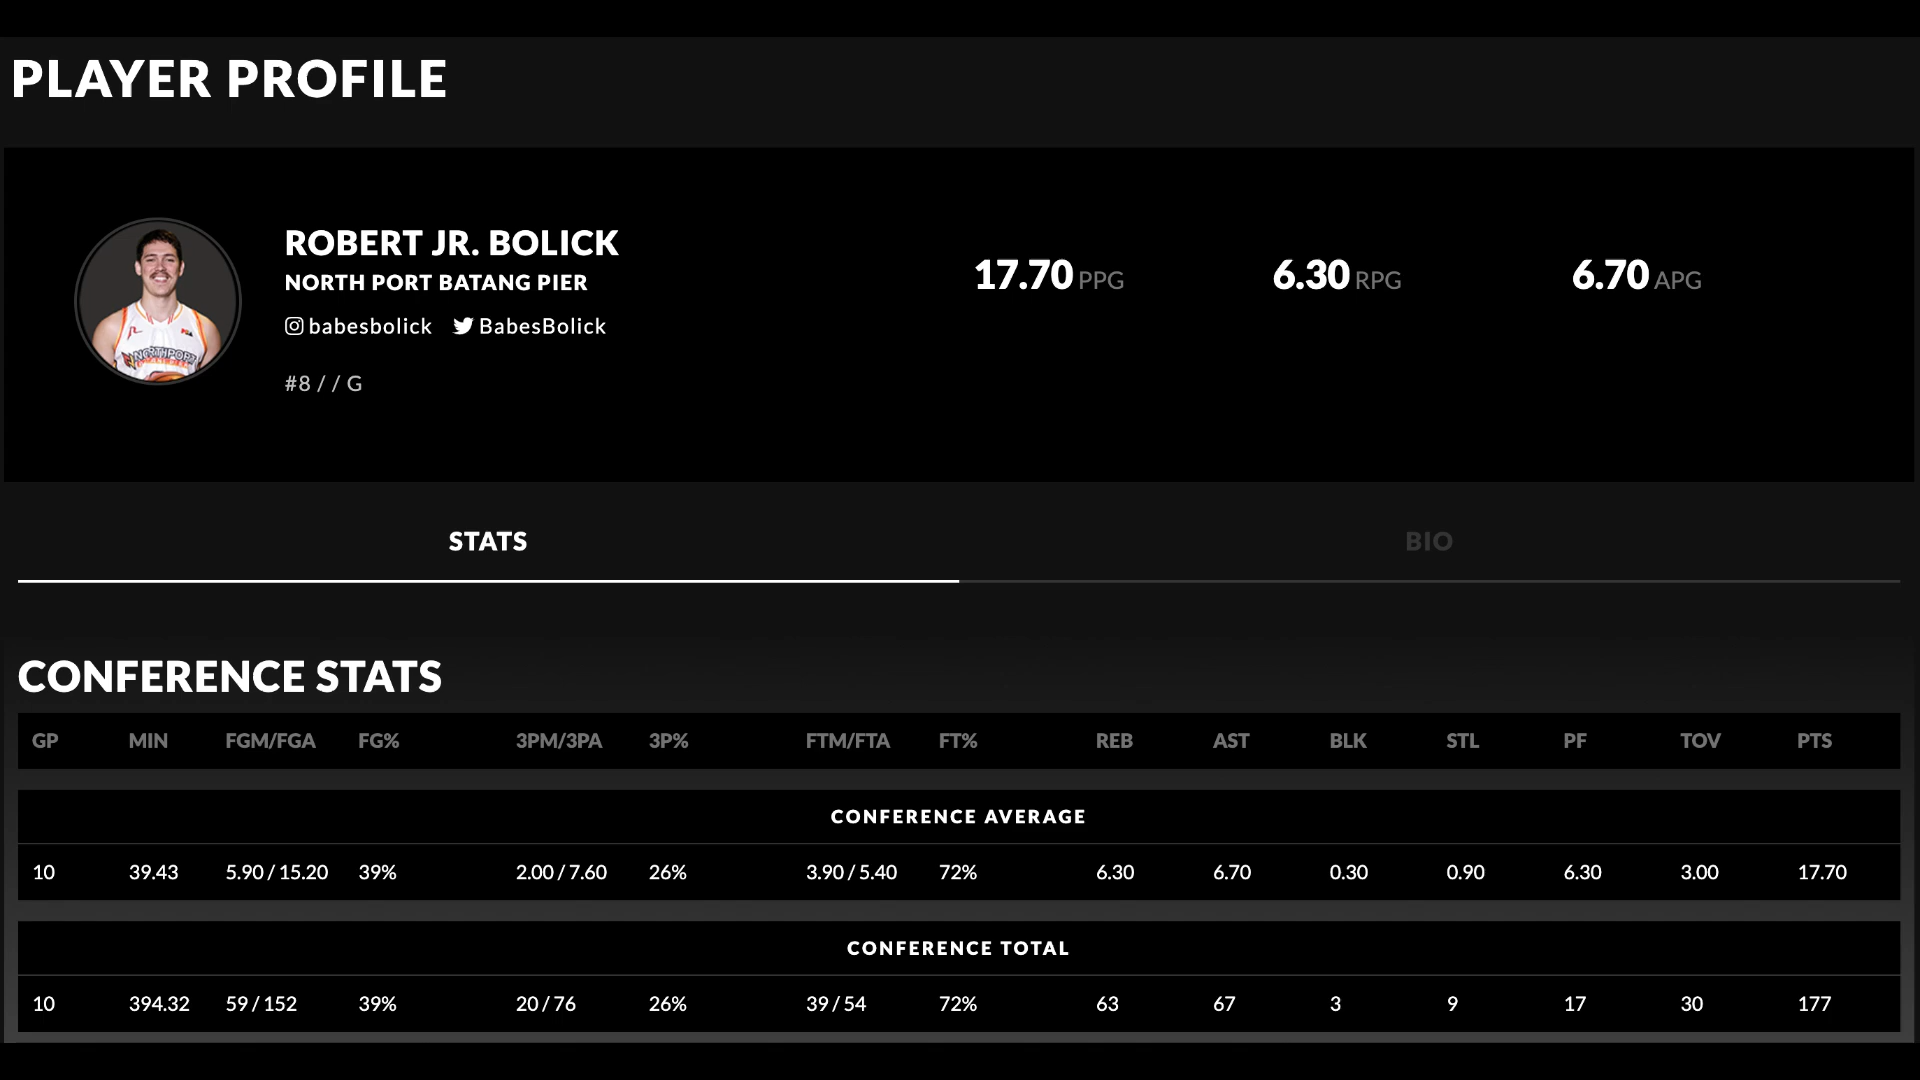 PLAYER PROFILE
ROBERT JR. BOLICK
NORTH PORT BATANG PIER
babesbolick BabesBolick
#8 / / G
17.70 PPG 6.30 RPG 6.70 APG
NORTHPORT
STATS BIO
CONFERENCE STATS
GP MIN FGM/FGA FG% 3PM/3PA 3P% FTM/FTA FT% REB AST BLK STL PF TOV PTS
CONFERENCE AVERAGE
10 39.43 5.90 / 15.20 39% 2.00 / 7.60 26% 3.90 / 5.40 72% 6.30 6.70 0.30 0.90 6.30 3.00 17.70
CONFERENCE TOTAL
10 394.32 59 / 152 39% 20 / 76 26% 39 / 54 72% 63 67 3 9 17 30 177